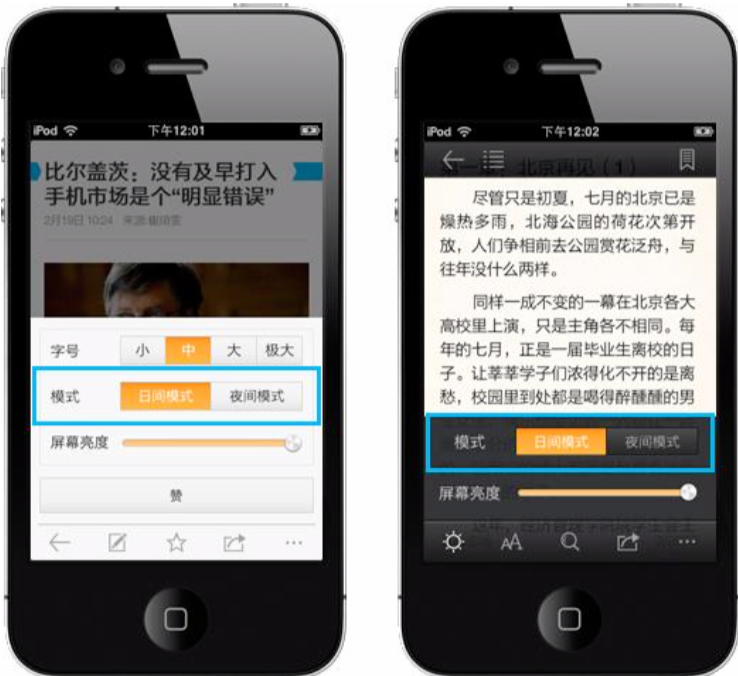 iPod 下午12:01
比尔盖茨：没有及早打入
手机市场是个“明显错误”
2月19日 10:24 来源:
字号 小 中 大 极大
模式 日间模式 夜间模式
屏幕亮度
赞
iPod 下午12:02
第一章 北京再见（1）
尽管只是初夏，七月的北京已是
燥热多雨，北海公园的荷花次第开
放，人们争相前去公园赏花泛舟，与
往年没什么两样。
同样一成不变的一幕在北京各大
高校里上演，只是主角各不相同。每
年的七月，正是一届毕业生离校的日
子。让莘莘学子们浓得化不开的是离
愁，校园里到处都是喝得醉醺醺的男
模式 日间模式 夜间模式
屏幕亮度
AA